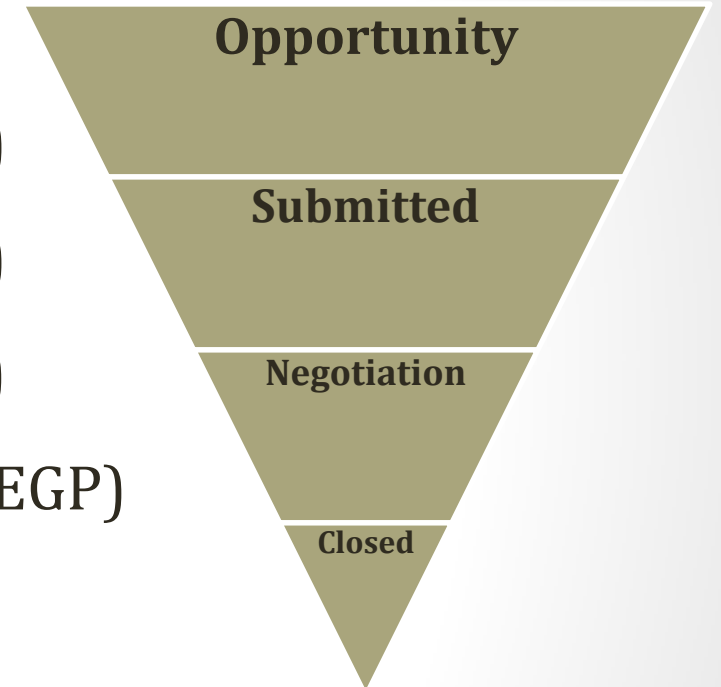 Opportunity
)
Submitted
)
)
Negotiation
EGP)
Closed